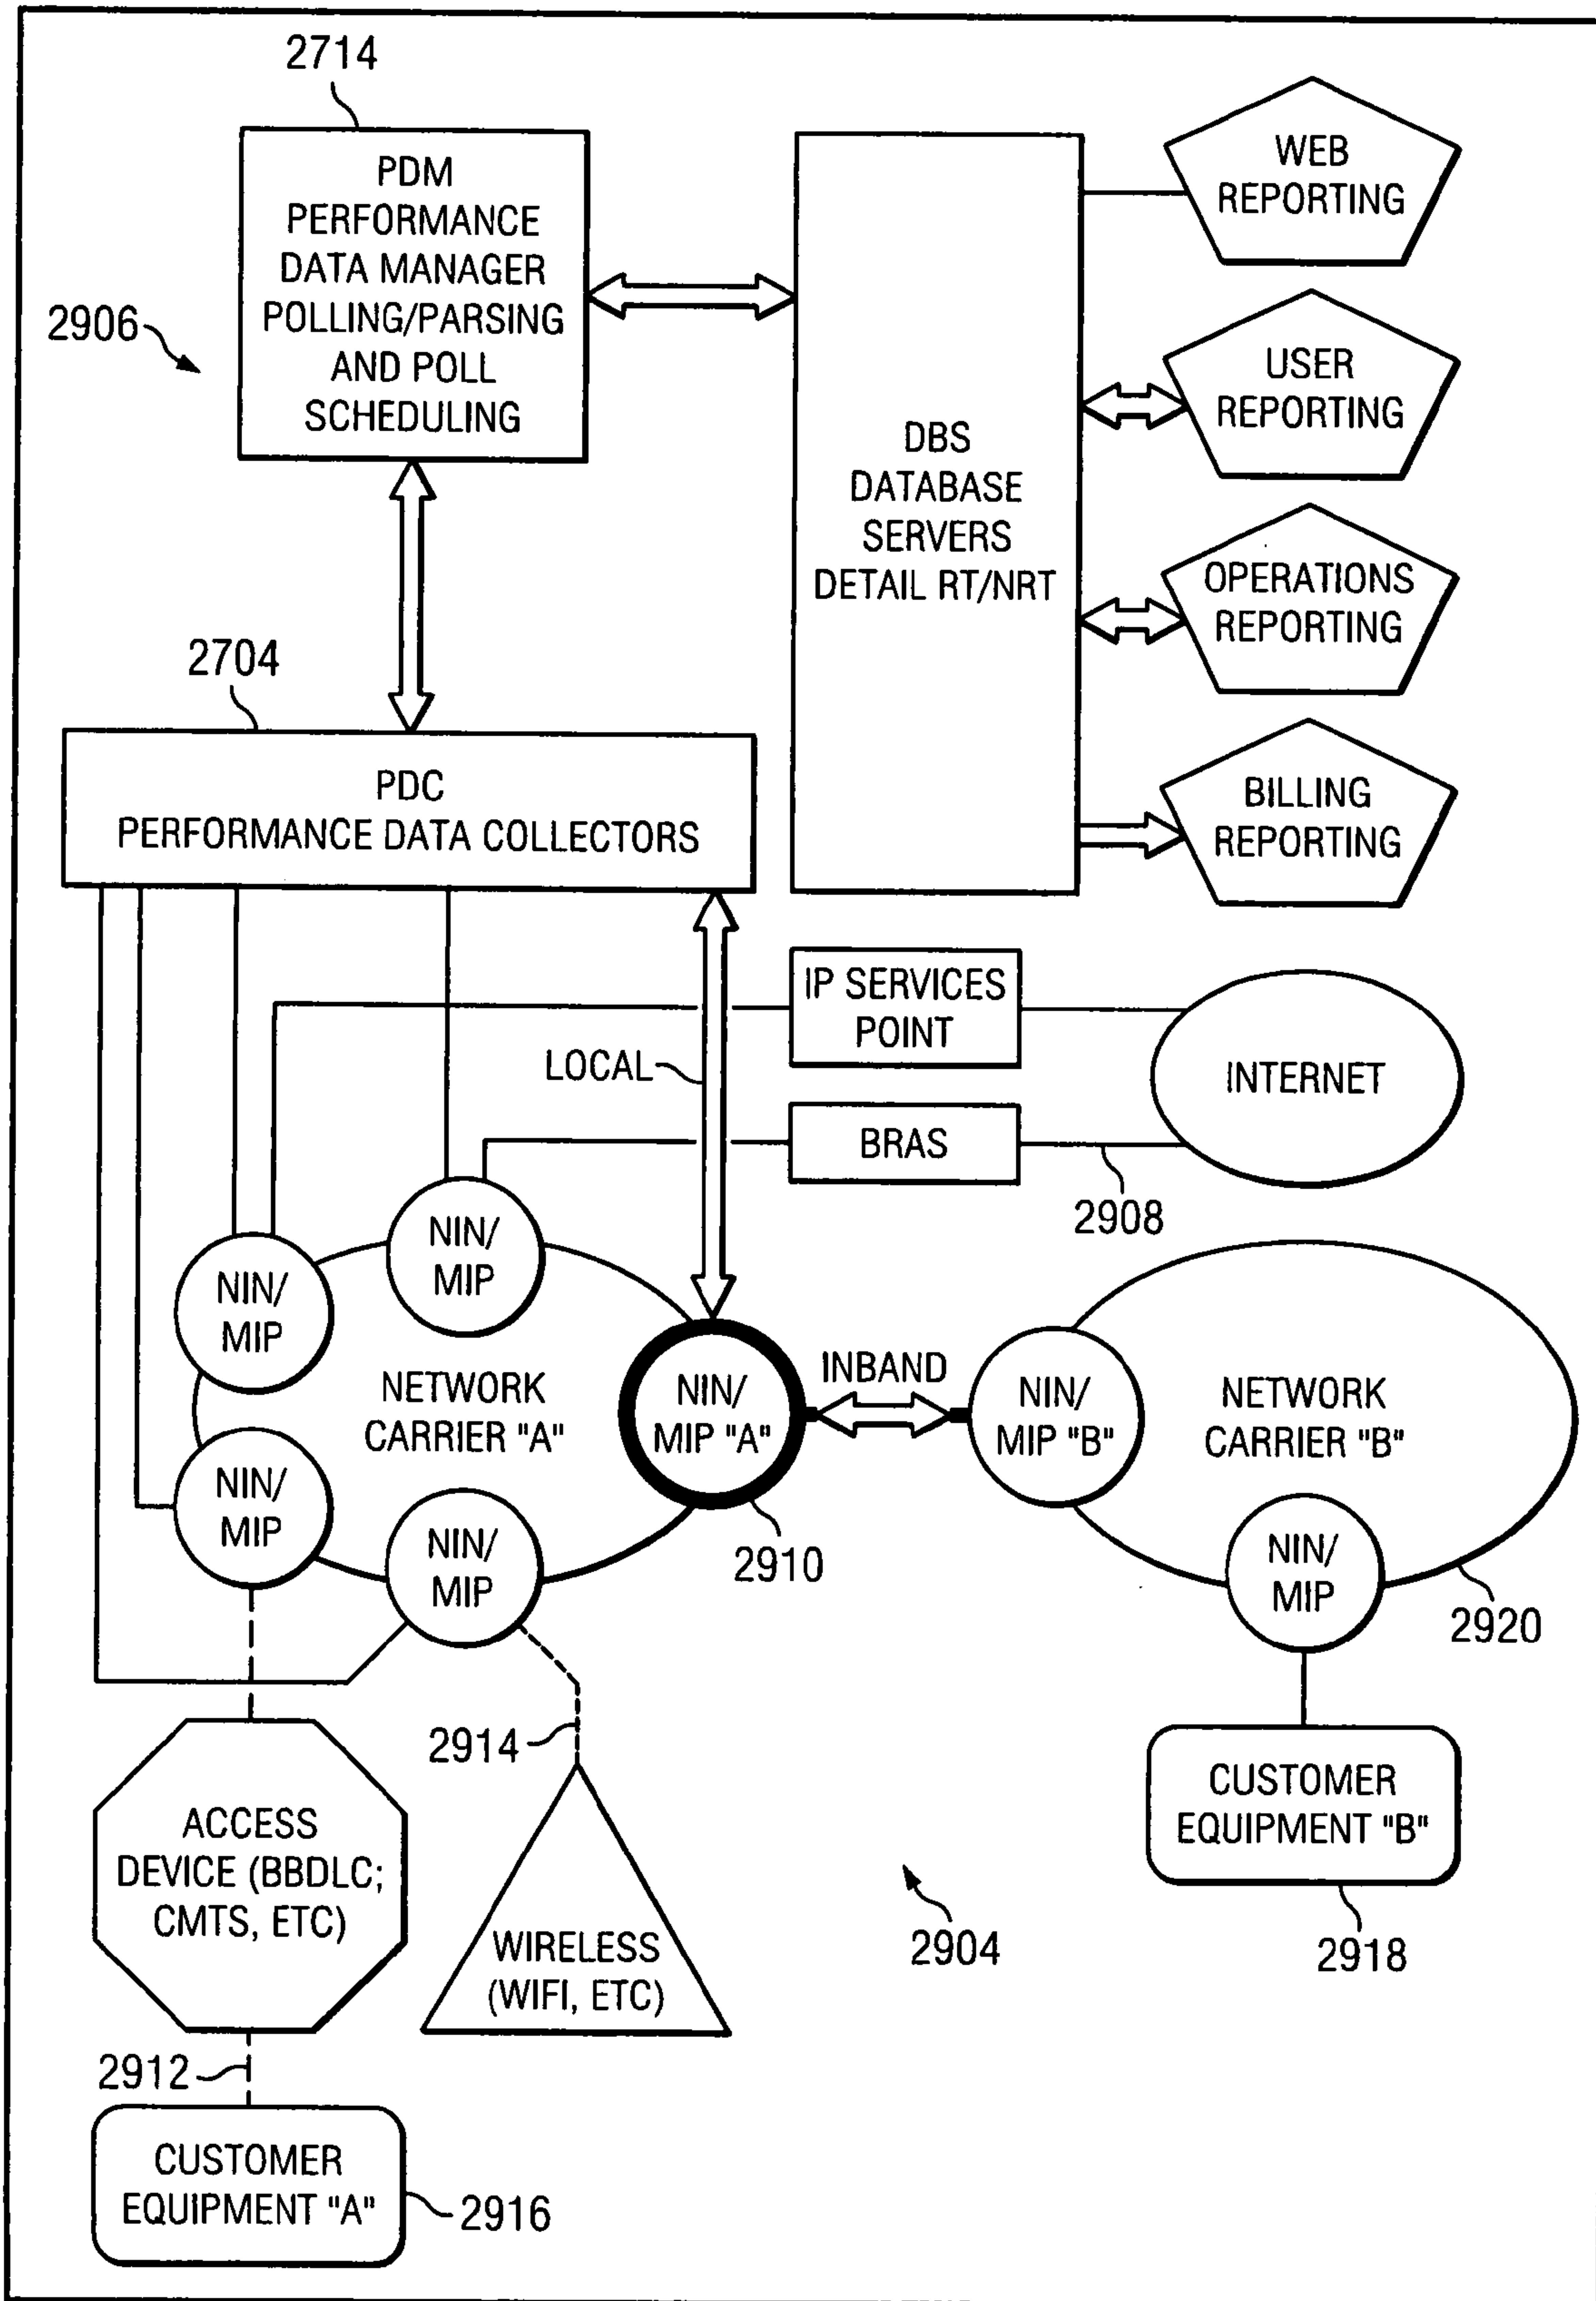 2714
PDM
PERFORMANCE
DATA MANAGER
POLLING/PARSING
AND POLL
SCHEDULING
2906
DBS
DATABASE
SERVERS
DETAIL RT/NRT
WEB
REPORTING
USER
REPORTING
OPERATIONS
REPORTING
BILLING
REPORTING
2704
PDC
PERFORMANCE DATA COLLECTORS
LOCAL
IP SERVICES
POINT
BRAS
INTERNET
2908
NIN/
MIP
NIN/
MIP
NETWORK
CARRIER "A"
NIN/
MIP "A"
INBAND
NIN/
MIP "B"
NETWORK
CARRIER "B"
NIN/
MIP
NIN/
MIP
2910
NIN/
MIP
2920
2914
ACCESS
DEVICE (BBDLC;
CMTS, ETC)
WIRELESS
(WIFI, ETC)
2904
CUSTOMER
EQUIPMENT "B"
2918
2912
CUSTOMER
EQUIPMENT "A"
2916